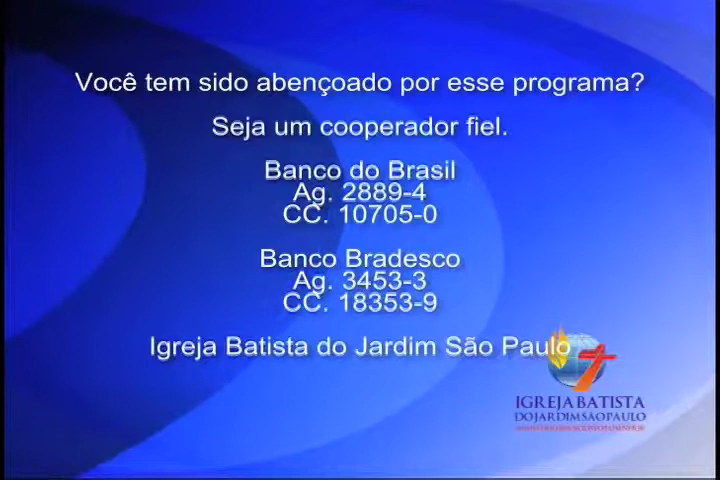 Você tem sido abençoado por esse programa?
Seja um cooperador fiel.
Banco do Brasil
Ag. 2889-4
CC. 10705-0
Banco Bradesco
Ag. 3453-3
CC. 18353-9
Igreja Batista do Jardim São Paulo
IGREJA BATISTA
DO JARDIM SÃO PAULO